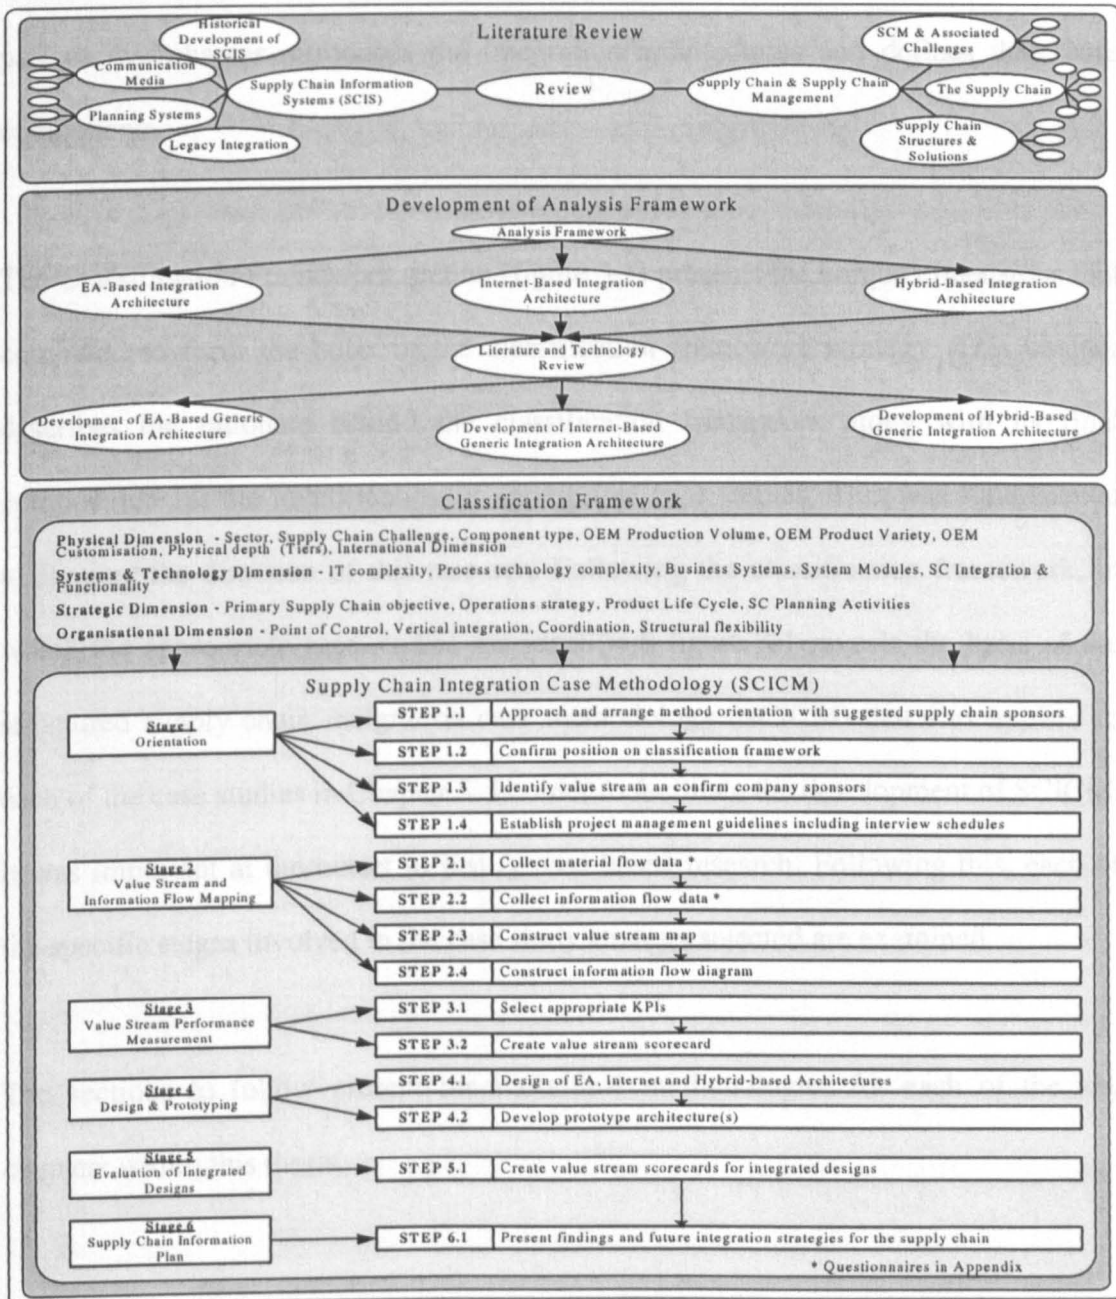 Literature Review
Historical
Development of
SCIS
Communication
Media
Planning Systems
Legacy Integration
Supply Chain Information
Systems (SCIS)
Review
Supply Chain & Supply Chain
Management
SCM & Associated
Challenges
The Supply Chain
Supply Chain
Structures &
Solutions
Development of Analysis Framework
Analysis Framework
EA-Based Integration
Architecture
Internet-Based Integration
Architecture
Hybrid-Based Integration
Architecture
Literature and Technology
Review
Development of EA-Based Generic
Integration Architecture
Development of Internet-Based
Generic Integration Architecture
Development of Hybrid-Based
Generic Integration Architecture
Classification Framework
Physical Dimension - Sector, Supply Chain Challenge, Component type, OEM Production Volume, OEM Product Variety, OEM
Customisation, Physical depth (Tiers), International Dimension
Systems & Technology Dimension - IT complexity, Process technology complexity, Business Systems, System Modules, SC Integration &
Functionality
Strategic Dimension - Primary Supply Chain objective, Operations strategy, Product Life Cycle, SC Planning Activities
Organisational Dimension - Point of Control, Vertical integration, Coordination, Structural flexibility
Supply Chain Integration Case Methodology (SCICM)
Stage 1
Orientation
STEP 1.1 Approach and arrange method orientation with suggested supply chain sponsors
STEP 1.2 Confirm position on classification framework
STEP 1.3 Identify value stream & confirm company sponsors
STEP 1.4 Establish project management guidelines including interview schedules
Stage 2
Value Stream and
Information Flow Mapping
STEP 2.1 Collect material flow data *
STEP 2.2 Collect information flow data *
STEP 2.3 Construct value stream map
STEP 2.4 Construct information flow diagram
Stage 3
Value Stream Performance
Measurement
STEP 3.1 Select appropriate KPIs
STEP 3.2 Create value stream scorecard
Stage 4
Design & Prototyping
STEP 4.1 Design of EA, Internet and Hybrid-based Architectures
STEP 4.2 Develop prototype architecture(s)
Stage 5
Evaluation of Integrated
Designs
STEP 5.1 Create value stream scorecards for integrated designs
Stage 6
Supply Chain Information
Plan
STEP 6.1 Present findings and future integration strategies for the supply chain
* Questionnaires in Appendix